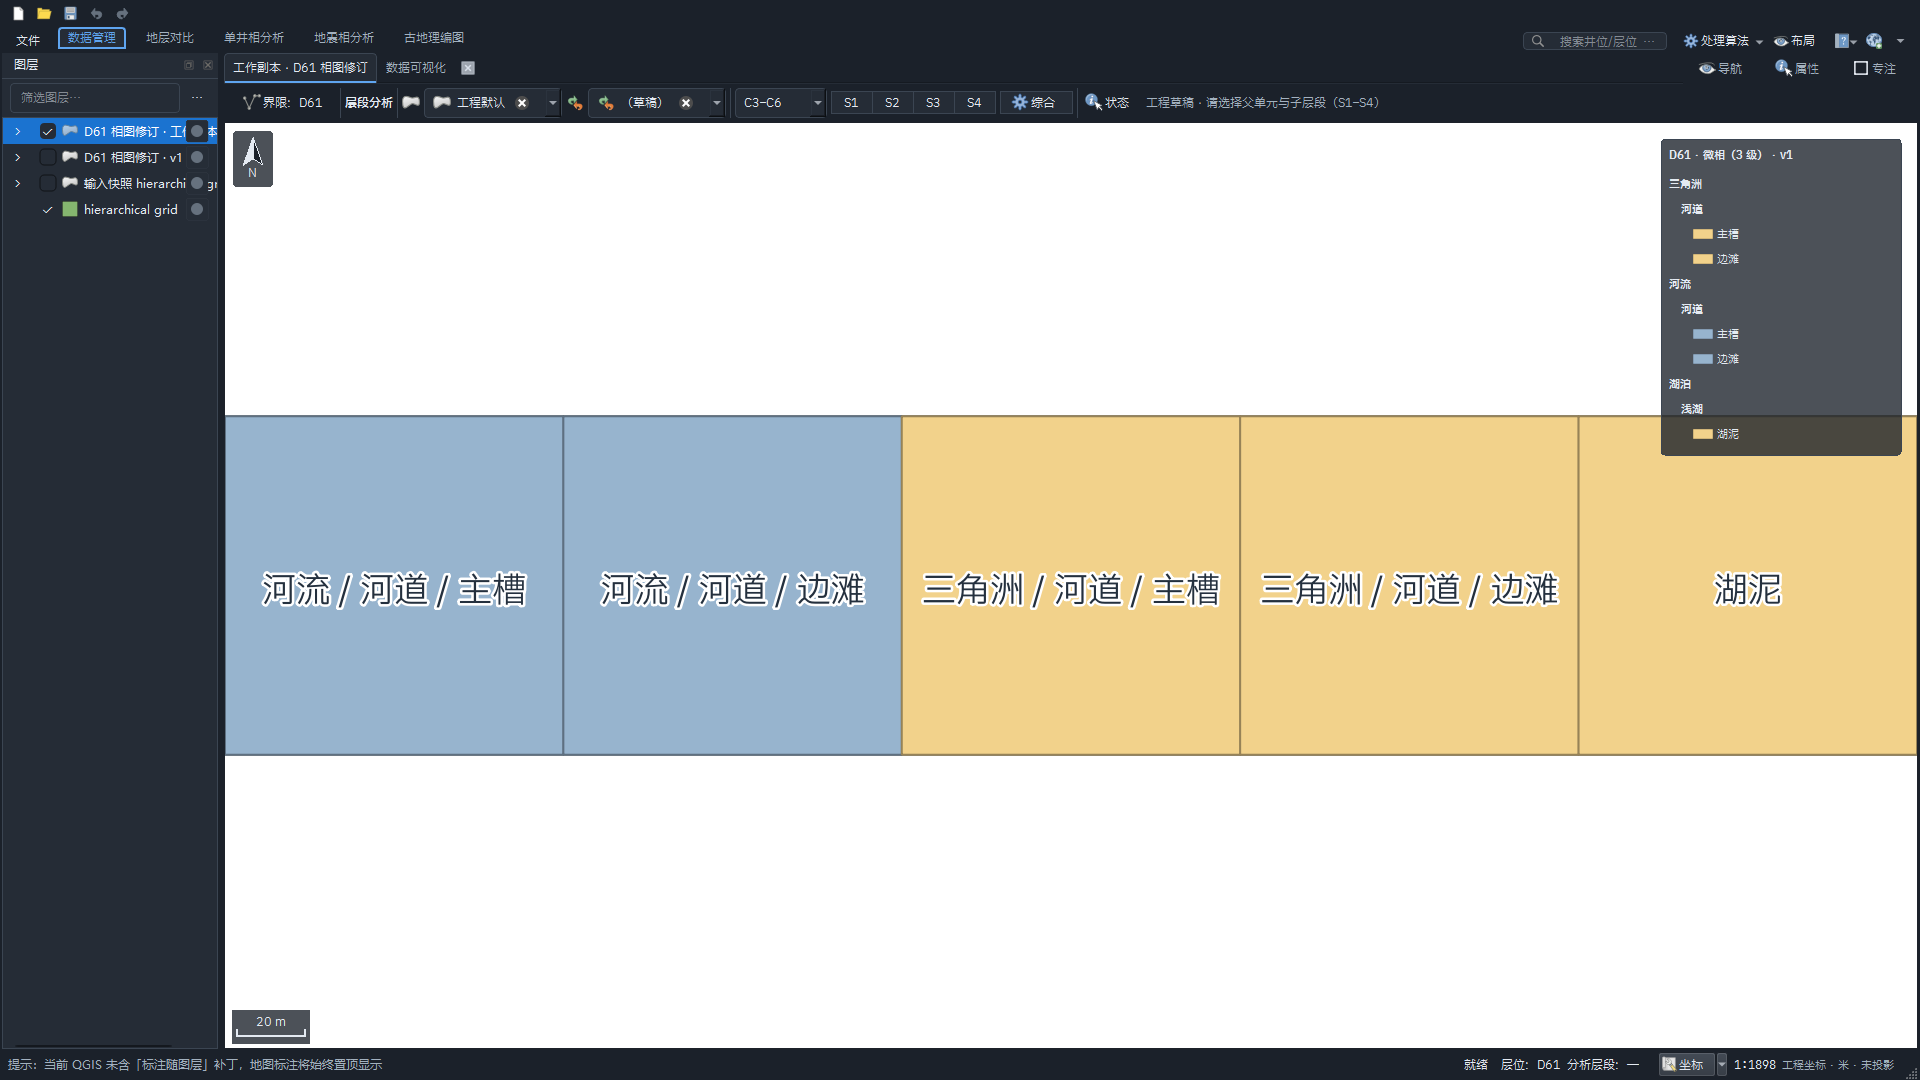 文件
数据管理
地层对比
单井相分析
地震相分析
古地理编图
搜索井位/层位 …
处理算法
布局
图层
工作副本 · D61 相图修订
数据可视化
导航
属性
专注
筛选图层…
…
界限: D61
层段分析
工程默认
（草稿）
C3-C6
S1
S2
S3
S4
综合
状态
工程草稿 · 请选择父单元与子层段（S1-S4）
D61 相图修订 · 工
本
D61 相图修订 · v1
输入快照 hierarchi
gr
hierarchical grid
N
D61 · 微相（3 级） · v1
三角洲
河道
主槽
边滩
河流
河道
主槽
边滩
湖泊
浅湖
湖泥
河流 / 河道 / 主槽
河流 / 河道 / 边滩
三角洲 / 河道 / 主槽
三角洲 / 河道 / 边滩
湖泥
20 m
提示: 当前 QGIS 未含「标注随图层」补丁, 地图标注将始终置顶显示
就绪
层位: D61 分析层段: —
坐标
1:1898
工程坐标 · 米 · 未投影